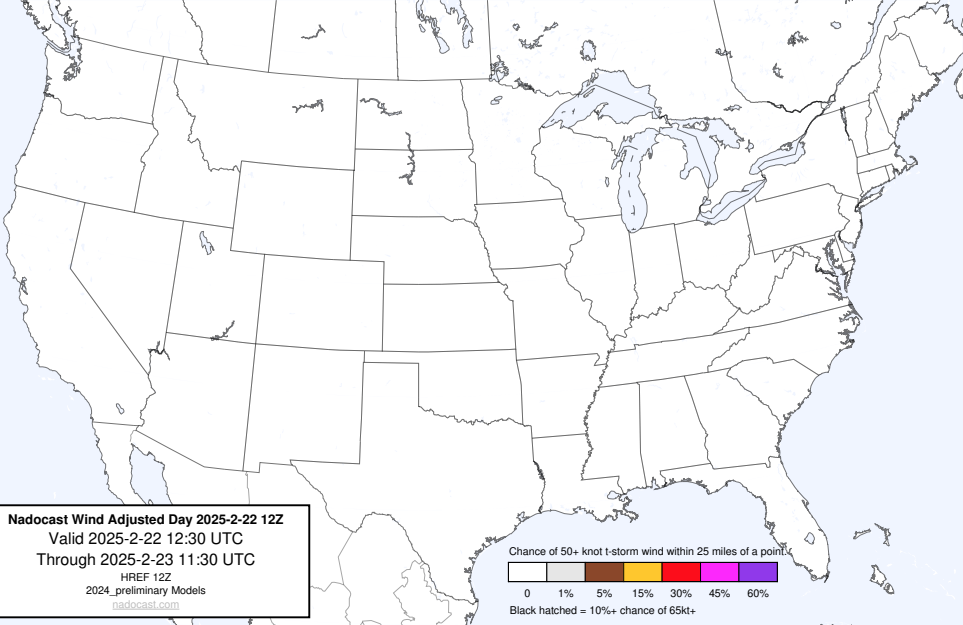 Nadocast Wind Adjusted Day 2025-2-22 12Z
Valid 2025-2-22 12:30 UTC
Through 2025-2-23 11:30 UTC
HREF 12Z
2024_preliminary Models
nadocast.com
Chance of 50+ knot t-storm wind within 25 miles of a point.
0 1% 5% 15% 30% 45% 60%
Black hatched = 10%+ chance of 65kt+